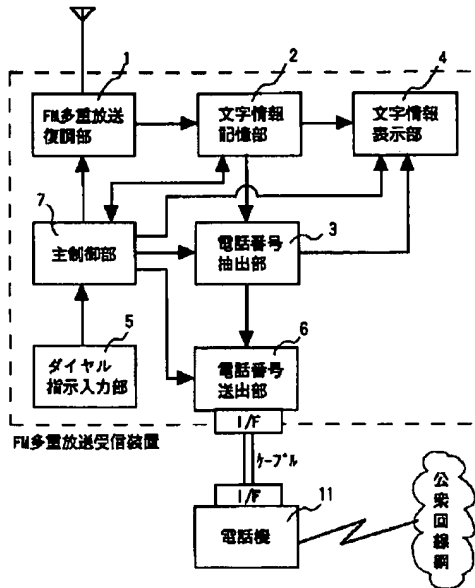 1
2
4
FM多重放送
復調部
文字情報
記憶部
文字情報
表示部
7
3
主制御部
電話番号
抽出部
5
6
ダイヤル
指示入力部
電話番号
送出部
I/F
FM多重放送受信装置
ケーブル
I/F
11
電話機
公衆回線網